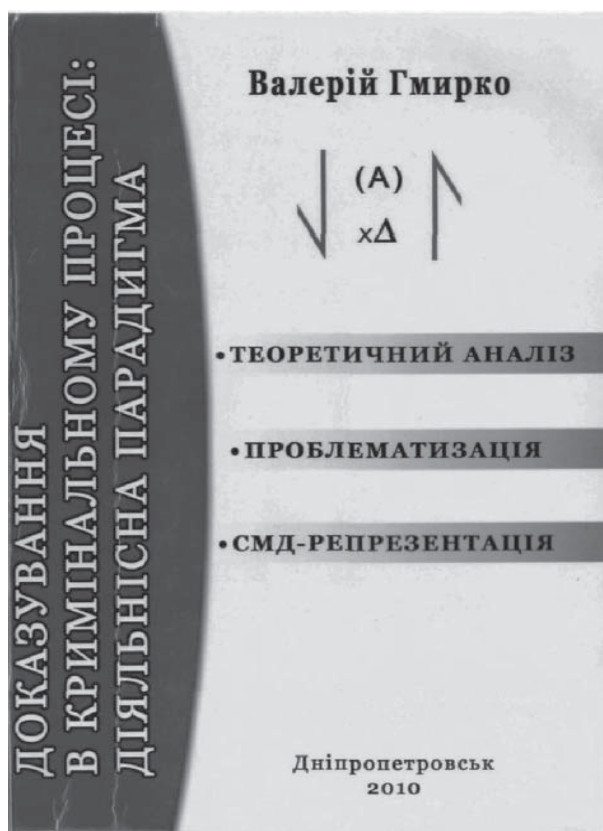 Валерій Гмирко
(А)
х∆
• ТЕОРЕТИЧНИЙ АНАЛІЗ
• ПРОБЛЕМАТИЗАЦІЯ
• СМД-РЕПРЕЗЕНТАЦІЯ
ДОКАЗУВАННЯ
В КРИМІНАЛЬНОМУ ПРОЦЕСІ:
ДІЯЛЬНІСНА ПАРАДИГМА
Дніпропетровськ
2010